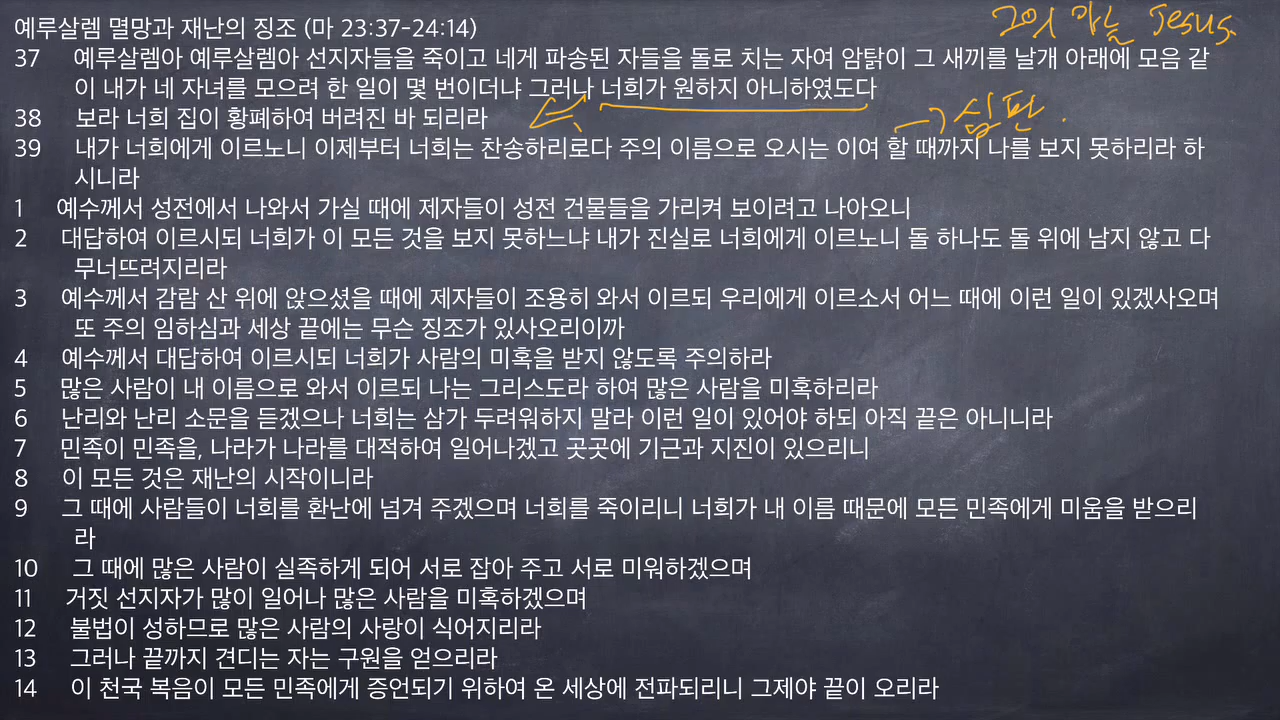 예루살렘 멸망과 재난의 징조 (마 23:37-24:14)
Jesus.
37 예루살렘아 예루살렘아 선지자들을 죽이고 네게 파송된 자들을 돌로 치는 자여 암탉이 그 새끼를 날개 아래에 모음 같
이 내가 네 자녀를 모으려 한 일이 몇 번이더냐 그러나 너희가 원하지 아니하였도다
38 보라 너희 집이 황폐하여 버려진 바 되리라
→ 심판.
39 내가 너희에게 이르노니 이제부터 너희는 찬송하리로다 주의 이름으로 오시는 이여 할 때까지 나를 보지 못하리라 하
시니라
1 예수께서 성전에서 나와서 가실 때에 제자들이 성전 건물들을 가리켜 보이려고 나아오니
2 대답하여 이르시되 너희가 이 모든 것을 보지 못하느냐 내가 진실로 너희에게 이르노니 돌 하나도 돌 위에 남지 않고 다
무너뜨려지리라
3 예수께서 감람 산 위에 앉으셨을 때에 제자들이 조용히 와서 이르되 우리에게 이르소서 어느 때에 이런 일이 있겠사오며
또 주의 임하심과 세상 끝에는 무슨 징조가 있사오리이까
4 예수께서 대답하여 이르시되 너희가 사람의 미혹을 받지 않도록 주의하라
5 많은 사람이 내 이름으로 와서 이르되 나는 그리스도라 하여 많은 사람을 미혹하리라
6 난리와 난리 소문을 듣겠으나 너희는 삼가 두려워하지 말라 이런 일이 있어야 하되 아직 끝은 아니니라
7 민족이 민족을, 나라가 나라를 대적하여 일어나겠고 곳곳에 기근과 지진이 있으리니
8 이 모든 것은 재난의 시작이니라
9 그 때에 사람들이 너희를 환난에 넘겨 주겠으며 너희를 죽이리니 너희가 내 이름 때문에 모든 민족에게 미움을 받으리
라
10 그 때에 많은 사람이 실족하게 되어 서로 잡아 주고 서로 미워하겠으며
11 거짓 선지자가 많이 일어나 많은 사람을 미혹하겠으며
12 불법이 성하므로 많은 사람의 사랑이 식어지리라
13 그러나 끝까지 견디는 자는 구원을 얻으리라
14 이 천국 복음이 모든 민족에게 증언되기 위하여 온 세상에 전파되리니 그제야 끝이 오리라